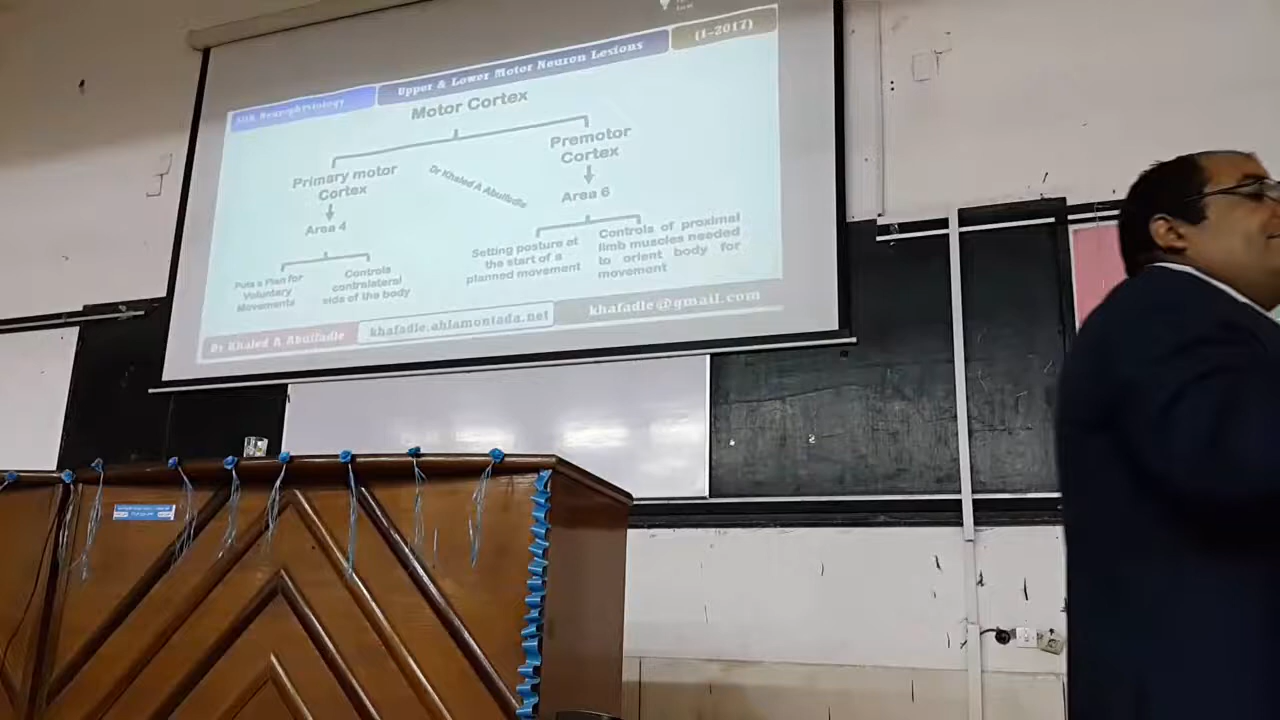 Upper & Lower Motor Neuron Lesions
(1-2017)
Motor Cortex
Primary motor
Cortex
Area 4
Puts a Plan for
Voluntary
Movements
Controls
contralateral
side of the body
Dr Khaled A Abulfadle
Premotor
Cortex
Area 6
Setting posture at
the start of a
planned movement
Controls of proximal
limb muscles needed
to orient body for
movement
Dr Khaled A Abulfadle
khafadle.ahlamontada.net
khafadle@gmail.com